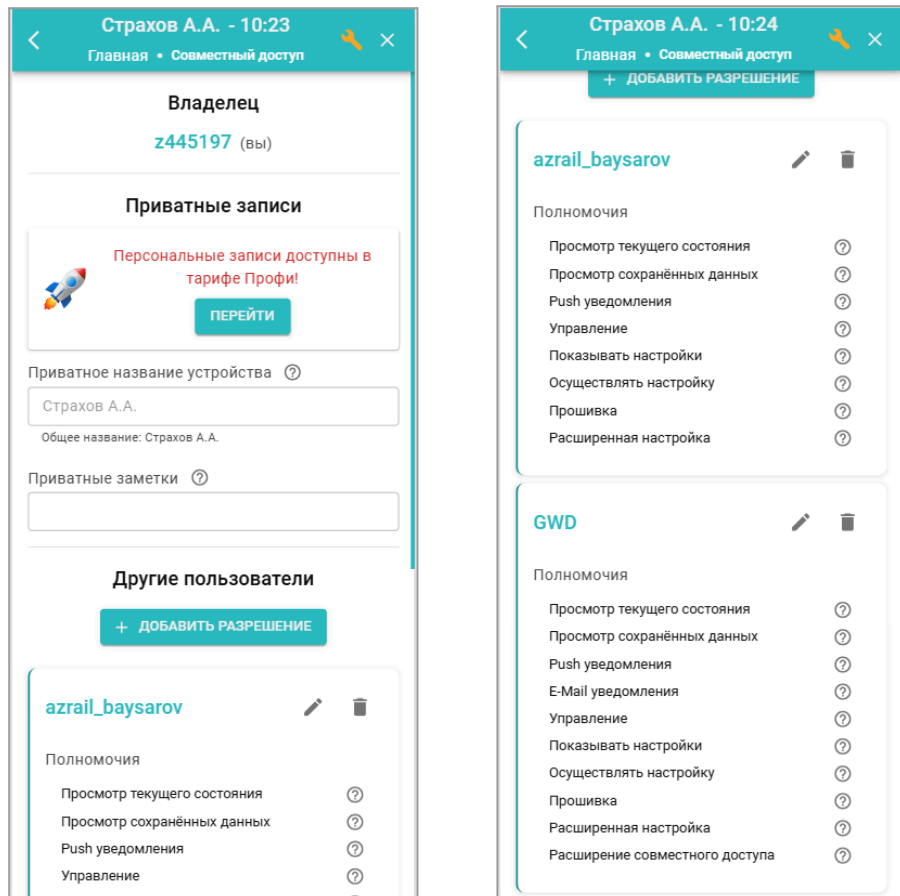 Страхов А.А. - 10:23
Главная • Совместный доступ
Владелец
z445197 (вы)
Приватные записи
Персональные записи доступны в
тарифе Профи!
ПЕРЕЙТИ
Приватное название устройства
Страхов А.А.
Общее название: Страхов А.А.
Приватные заметки
Другие пользователи
+ ДОБАВИТЬ РАЗРЕШЕНИЕ
azrail_baysarov
Полномочия
Просмотр текущего состояния
Просмотр сохранённых данных
Push уведомления
Управление
Страхов А.А. - 10:24
Главная • Совместный доступ
+ ДОБАВИТЬ РАЗРЕШЕНИЕ
azrail_baysarov
Полномочия
Просмотр текущего состояния
Просмотр сохранённых данных
Push уведомления
Управление
Показывать настройки
Осуществлять настройку
Прошивка
Расширенная настройка
GWD
Полномочия
Просмотр текущего состояния
Просмотр сохранённых данных
Push уведомления
E-Mail уведомления
Управление
Показывать настройки
Осуществлять настройку
Прошивка
Расширенная настройка
Расширение совместного доступа